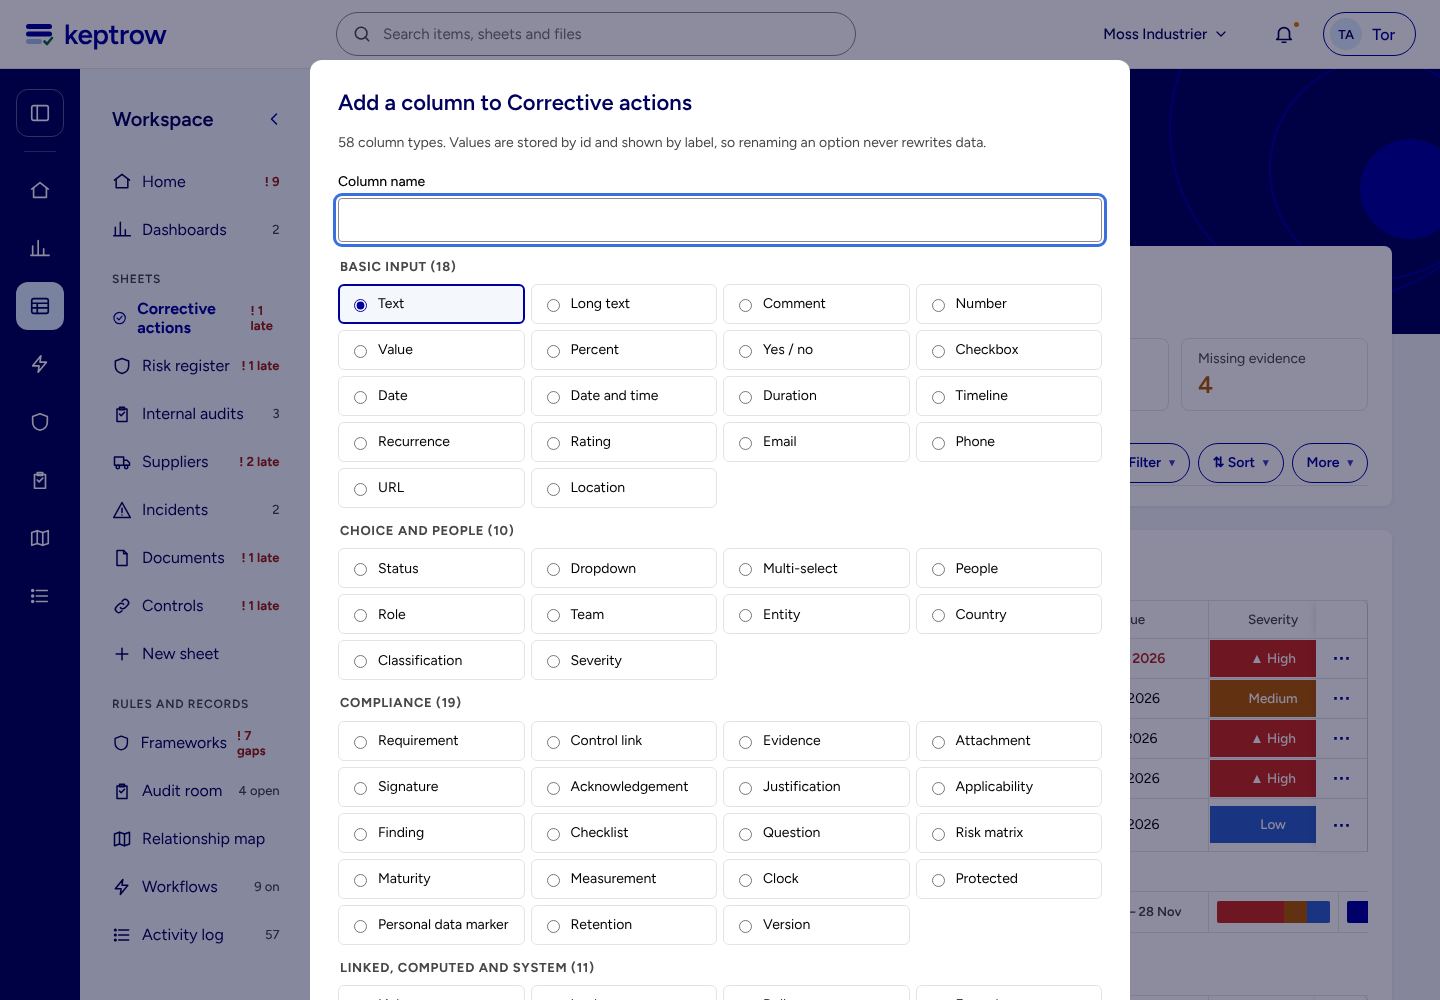 keptrow
Search items, sheets and files
Moss Industrier
TA
Tor
Workspace
Home
! 9
Dashboards
2
SHEETS
Corrective actions
! 1 late
Risk register
! 1 late
Internal audits
3
Suppliers
! 2 late
Incidents
2
Documents
! 1 late
Controls
! 1 late
New sheet
RULES AND RECORDS
Frameworks
! 7 gaps
Audit room
4 open
Relationship map
Workflows
9 on
Activity log
57
Add a column to Corrective actions
58 column types. Values are stored by id and shown by label, so renaming an option never rewrites data.
Column name
BASIC INPUT (18)
Text
Long text
Comment
Number
Value
Percent
Yes / no
Checkbox
Date
Date and time
Duration
Timeline
Recurrence
Rating
Email
Phone
URL
Location
CHOICE AND PEOPLE (10)
Status
Dropdown
Multi-select
People
Role
Team
Entity
Country
Classification
Severity
COMPLIANCE (19)
Requirement
Control link
Evidence
Attachment
Signature
Acknowledgement
Justification
Applicability
Finding
Checklist
Question
Risk matrix
Maturity
Measurement
Clock
Protected
Personal data marker
Retention
Version
LINKED, COMPUTED AND SYSTEM (11)
Missing evidence
4
Filter ▾
⇅ Sort ▾
More ▾
Severity
2026
▲ High
2026
Medium
2026
▲ High
2026
▲ High
2026
Low
– 28 Nov